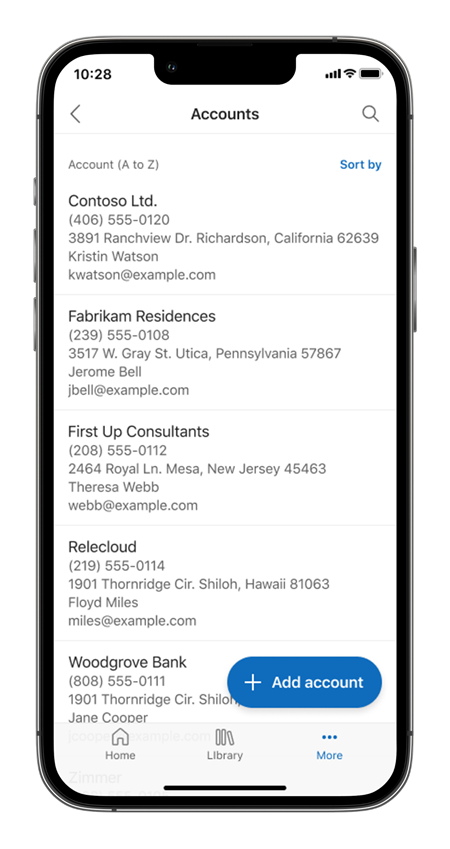 10:28
Accounts
Account (A to Z)
Sort by
Contoso Ltd.
(406) 555-0120
3891 Ranchview Dr. Richardson, California 62639
Kristin Watson
kwatson@example.com
Fabrikam Residences
(239) 555-0108
3517 W. Gray St. Utica, Pennsylvania 57867
Jerome Bell
jbell@example.com
First Up Consultants
(208) 555-0112
2464 Royal Ln. Mesa, New Jersey 45463
Theresa Webb
webb@example.com
Relecloud
(219) 555-0114
1901 Thornridge Cir. Shiloh, Hawaii 81063
Floyd Miles
miles@example.com
Woodgrove Bank
(808) 555-0111
1901 Thornridge Cir. Shiloh,
Add account
Jane Cooper
jcooper@example.com
Home
LIbrary
More
Zimmer